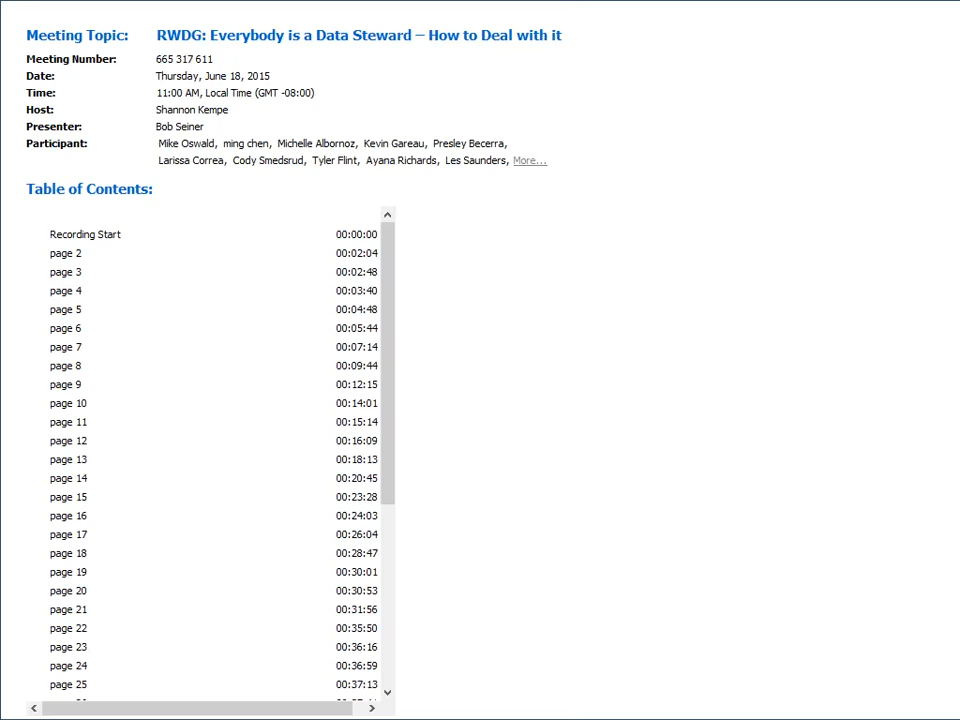 Meeting Topic: RWDG: Everybody is a Data Steward – How to Deal with it
Meeting Number: 665 317 611
Date: Thursday, June 18, 2015
Time: 11:00 AM, Local Time (GMT -08:00)
Host: Shannon Kempe
Presenter: Bob Seiner
Participant: Mike Oswald, ming chen, Michelle Albornoz, Kevin Gareau, Presley Becerra,
Larissa Correa, Cody Smedsrud, Tyler Flint, Ayana Richards, Les Saunders, More...
Table of Contents:
Recording Start 00:00:00
page 2 00:02:04
page 3 00:02:48
page 4 00:03:40
page 5 00:04:48
page 6 00:05:44
page 7 00:07:14
page 8 00:09:44
page 9 00:12:15
page 10 00:14:01
page 11 00:15:14
page 12 00:16:09
page 13 00:18:13
page 14 00:20:45
page 15 00:23:28
page 16 00:24:03
page 17 00:26:04
page 18 00:28:47
page 19 00:30:01
page 20 00:30:53
page 21 00:31:56
page 22 00:35:50
page 23 00:36:16
page 24 00:36:59
page 25 00:37:13